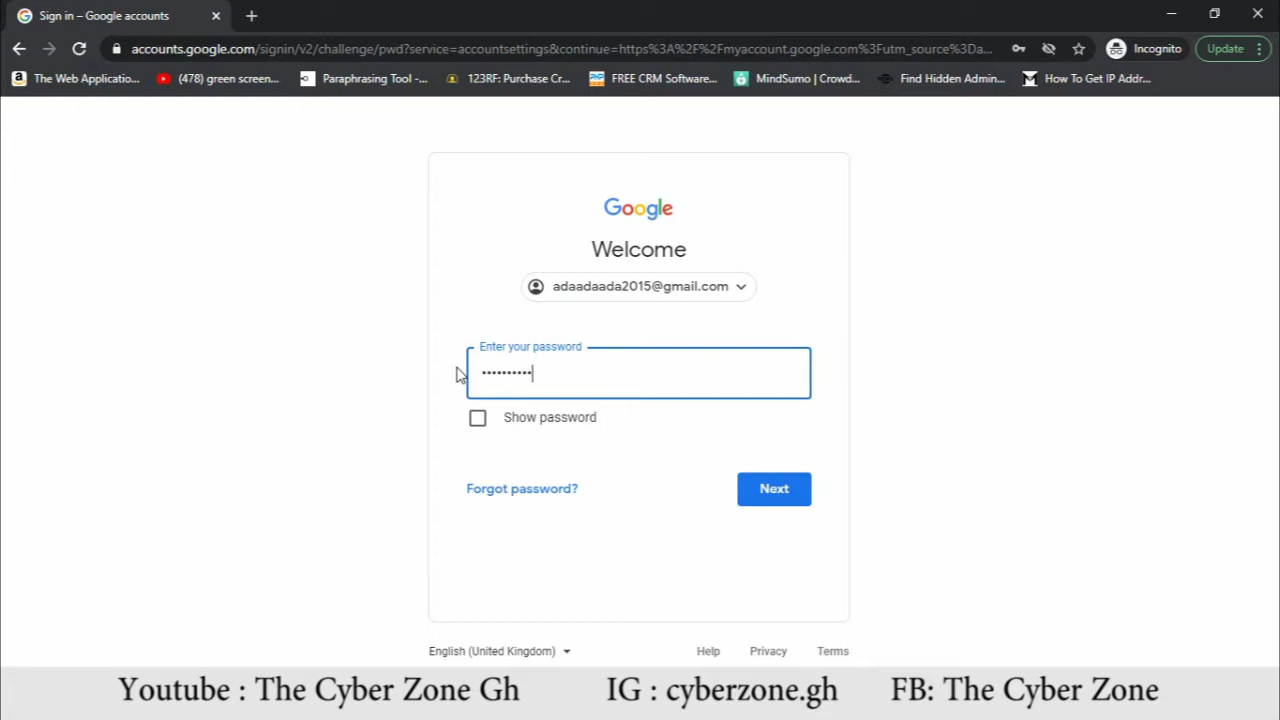 Sign in – Google accounts
accounts.google.com/signin/v2/challenge/pwd?service=accountsettings&continue=https%3A%2F%2Fmyaccount.google.com%3Futm_source%3Da...
Incognito
Update
The Web Applicatio...
(478) green screen...
Paraphrasing Tool -...
123RF: Purchase Cr...
FREE CRM Software...
MindSumo | Crowd...
Find Hidden Admin...
How To Get IP Addr...
Google
Welcome
adaadaada2015@gmail.com
Enter your password
••••••••••
Show password
Forgot password?
Next
English (United Kingdom)
Help
Privacy
Terms
Youtube : The Cyber Zone Gh
IG : cyberzone.gh
FB: The Cyber Zone